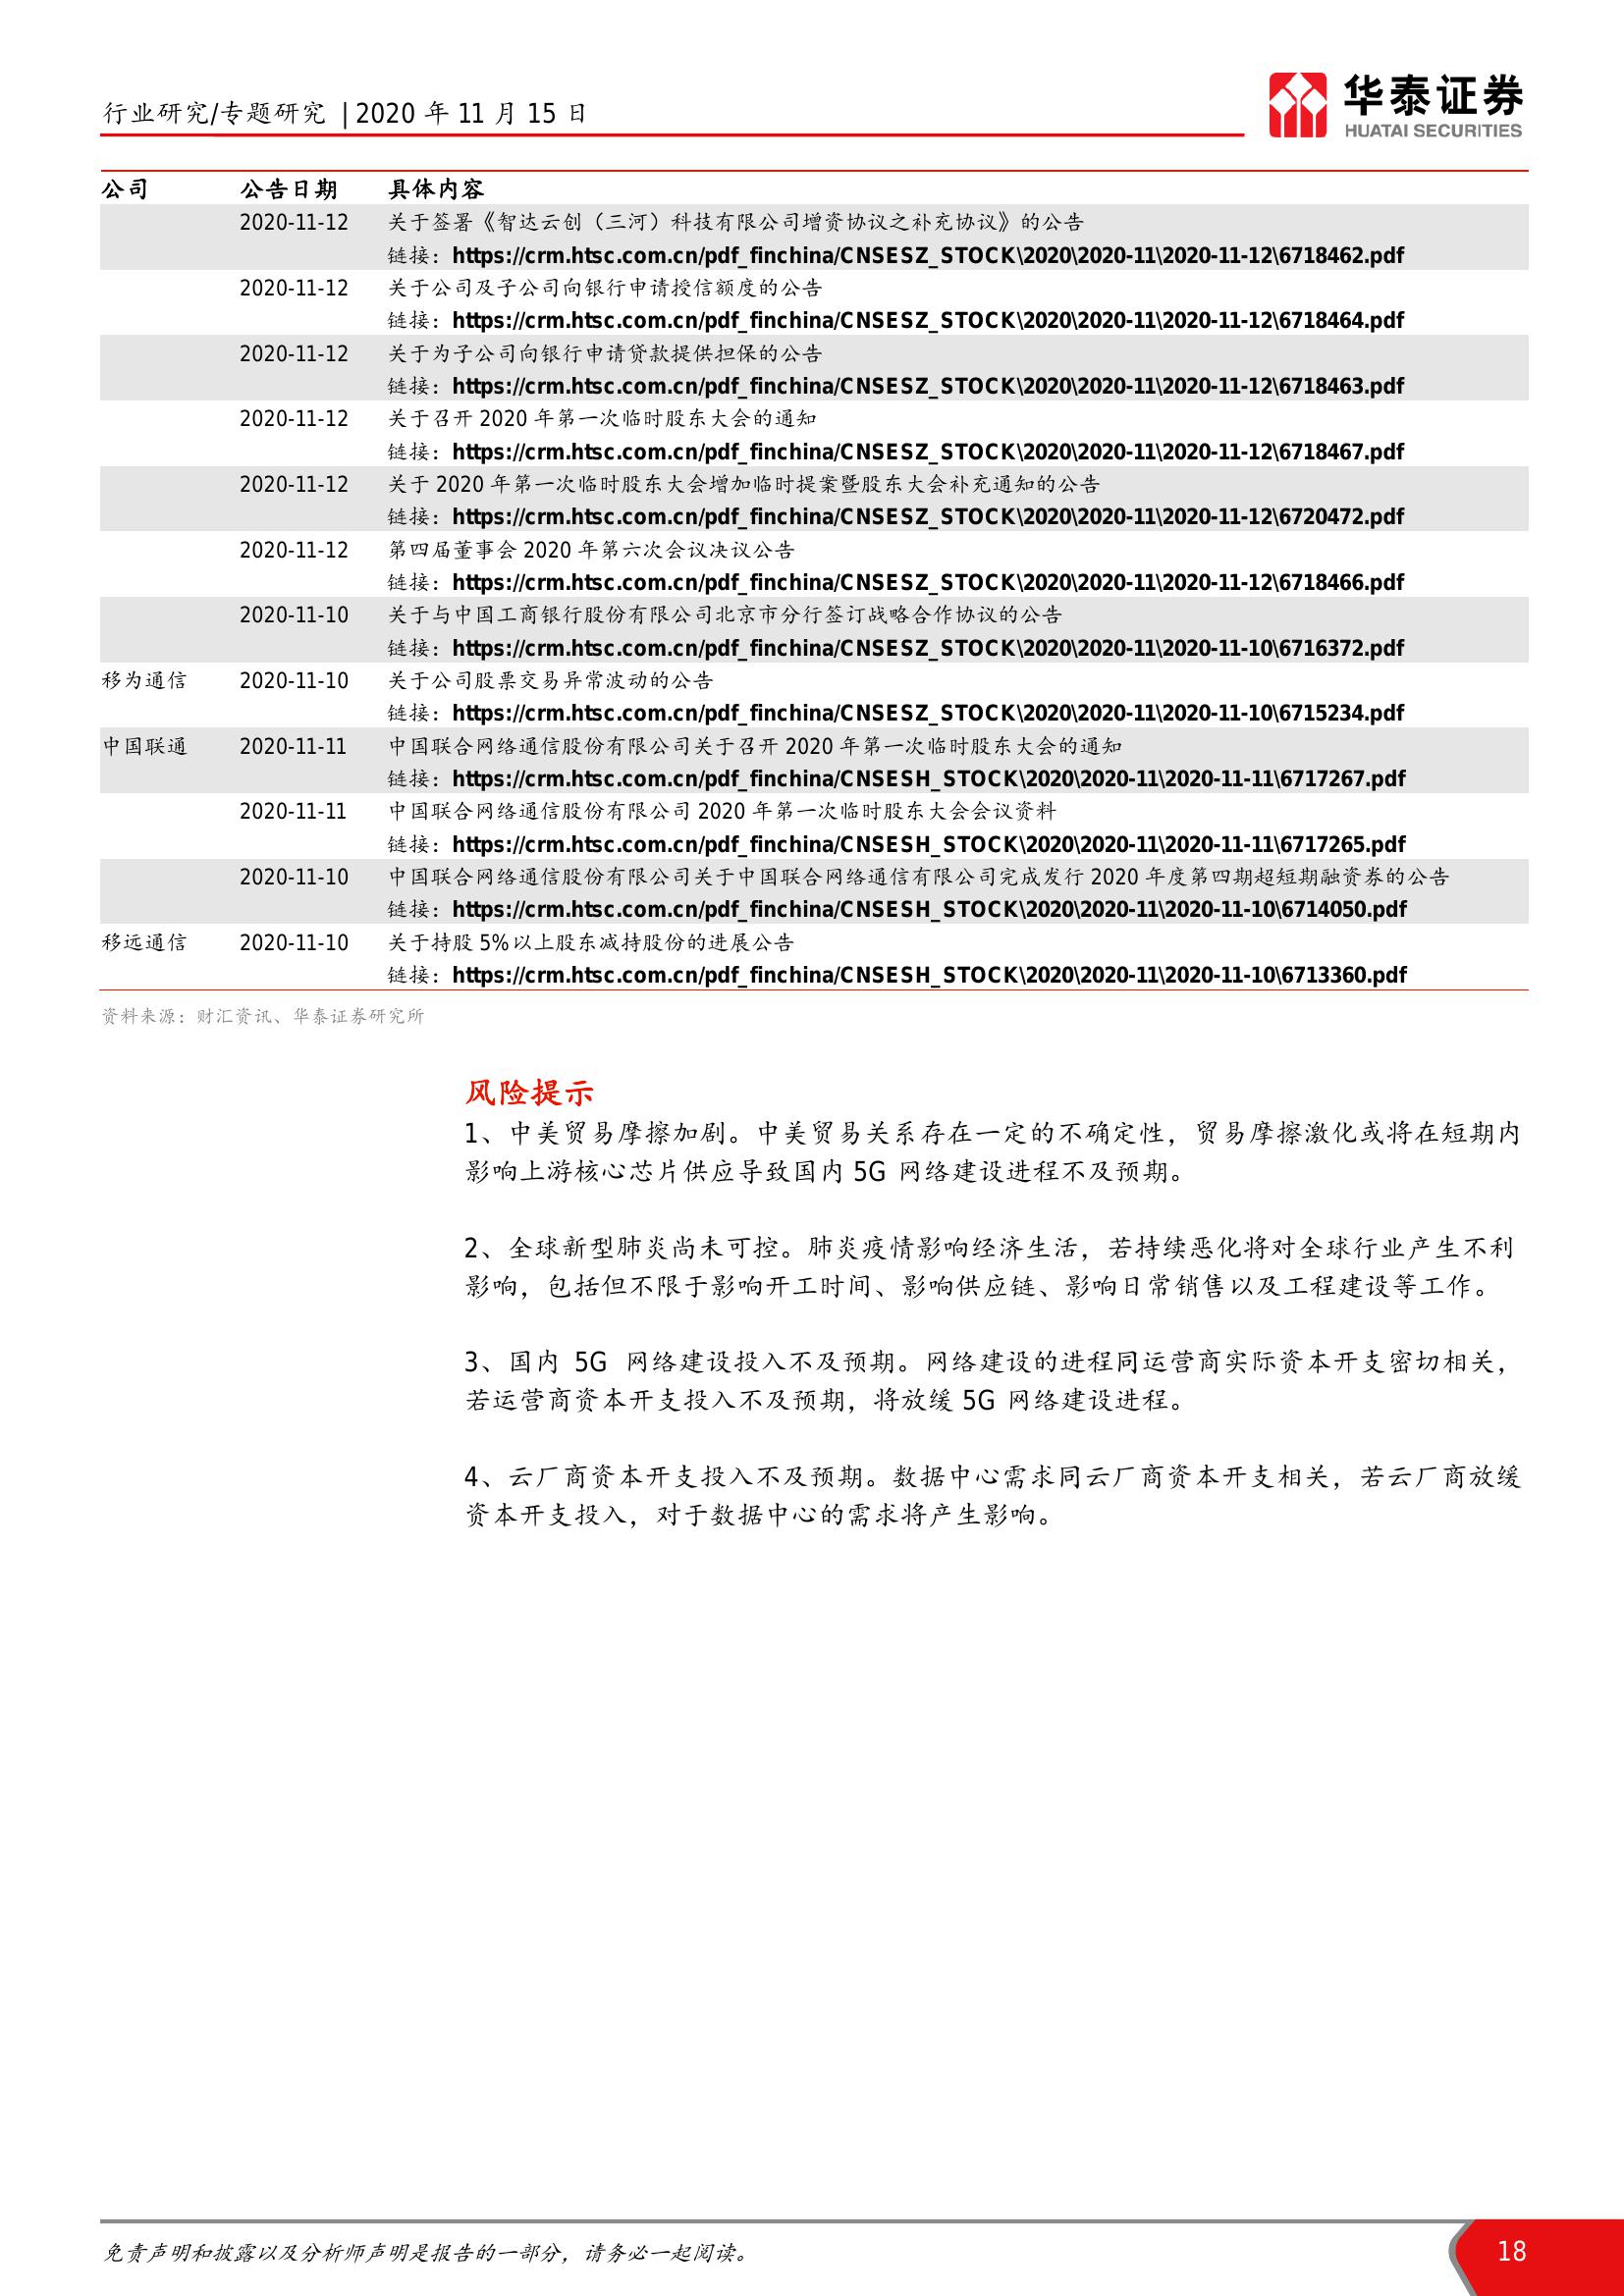 行业研究/专题研究 | 2020 年 11 月 15 日
华泰证券
HUATAI SECURITIES
公司 公告日期 具体内容
2020-11-12 关于签署《智达云创（三河）科技有限公司增资协议之补充协议》的公告
链接：https://crm.htsc.com.cn/pdf_finchina/CNSESZ_STOCK\2020\2020-11\2020-11-12\6718462.pdf
2020-11-12 关于公司及子公司向银行申请授信额度的公告
链接：https://crm.htsc.com.cn/pdf_finchina/CNSESZ_STOCK\2020\2020-11\2020-11-12\6718464.pdf
2020-11-12 关于为子公司向银行申请贷款提供担保的公告
链接：https://crm.htsc.com.cn/pdf_finchina/CNSESZ_STOCK\2020\2020-11\2020-11-12\6718463.pdf
2020-11-12 关于召开 2020 年第一次临时股东大会的通知
链接：https://crm.htsc.com.cn/pdf_finchina/CNSESZ_STOCK\2020\2020-11\2020-11-12\6718467.pdf
2020-11-12 关于 2020 年第一次临时股东大会增加临时提案暨股东大会补充通知的公告
链接：https://crm.htsc.com.cn/pdf_finchina/CNSESZ_STOCK\2020\2020-11\2020-11-12\6720472.pdf
2020-11-12 第四届董事会 2020 年第六次会议决议公告
链接：https://crm.htsc.com.cn/pdf_finchina/CNSESZ_STOCK\2020\2020-11\2020-11-12\6718466.pdf
2020-11-10 关于与中国工商银行股份有限公司北京市分行签订战略合作协议的公告
链接：https://crm.htsc.com.cn/pdf_finchina/CNSESZ_STOCK\2020\2020-11\2020-11-10\6716372.pdf
移为通信 2020-11-10 关于公司股票交易异常波动的公告
链接：https://crm.htsc.com.cn/pdf_finchina/CNSESZ_STOCK\2020\2020-11\2020-11-10\6715234.pdf
中国联通 2020-11-11 中国联合网络通信股份有限公司关于召开 2020 年第一次临时股东大会的通知
链接：https://crm.htsc.com.cn/pdf_finchina/CNSESH_STOCK\2020\2020-11\2020-11-11\6717267.pdf
2020-11-11 中国联合网络通信股份有限公司 2020 年第一次临时股东大会会议资料
链接：https://crm.htsc.com.cn/pdf_finchina/CNSESH_STOCK\2020\2020-11\2020-11-11\6717265.pdf
2020-11-10 中国联合网络通信股份有限公司关于中国联合网络通信有限公司完成发行 2020 年度第四期超短期融资券的公告
链接：https://crm.htsc.com.cn/pdf_finchina/CNSESH_STOCK\2020\2020-11\2020-11-10\6714050.pdf
移远通信 2020-11-10 关于持股 5%以上股东减持股份的进展公告
链接：https://crm.htsc.com.cn/pdf_finchina/CNSESH_STOCK\2020\2020-11\2020-11-10\6713360.pdf
资料来源：财汇资讯、华泰证券研究所
风险提示
1、中美贸易摩擦加剧。中美贸易关系存在一定的不确定性，贸易摩擦激化或将在短期内
影响上游核心芯片供应导致国内 5G 网络建设进程不及预期。
2、全球新型肺炎尚未可控。肺炎疫情影响经济生活，若持续恶化将对全球行业产生不利
影响，包括但不限于影响开工时间、影响供应链、影响日常销售以及工程建设等工作。
3、国内 5G 网络建设投入不及预期。网络建设的进程同运营商实际资本开支密切相关，
若运营商资本开支投入不及预期，将放缓 5G 网络建设进程。
4、云厂商资本开支投入不及预期。数据中心需求同云厂商资本开支相关，若云厂商放缓
资本开支投入，对于数据中心的需求将产生影响。
免责声明和披露以及分析师声明是报告的一部分，请务必一起阅读。
18